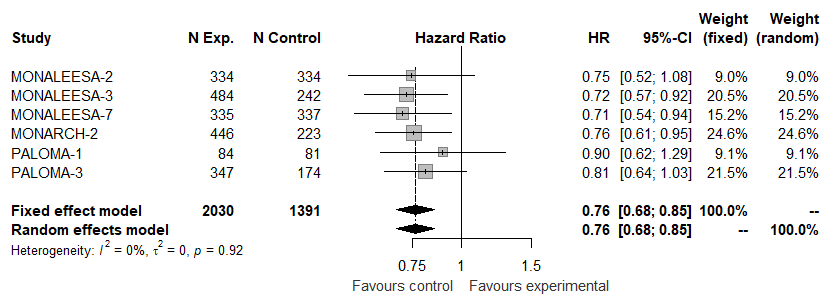 Weight Weight
Study N Exp. N Control Hazard Ratio HR 95%-CI (fixed) (random)
MONALEESA-2 334 334 0.75 [0.52; 1.08] 9.0% 9.0%
MONALEESA-3 484 242 0.72 [0.57; 0.92] 20.5% 20.5%
MONALEESA-7 335 337 0.71 [0.54; 0.94] 15.2% 15.2%
MONARCH-2 446 223 0.76 [0.61; 0.95] 24.6% 24.6%
PALOMA-1 84 81 0.90 [0.62; 1.29] 9.1% 9.1%
PALOMA-3 347 174 0.81 [0.64; 1.03] 21.5% 21.5%
Fixed effect model 2030 1391 0.76 [0.68; 0.85] 100.0% --
Random effects model 0.76 [0.68; 0.85] -- 100.0%
Heterogeneity: I² = 0%, τ² = 0, p = 0.92
0.75 1 1.5
Favours control Favours experimental